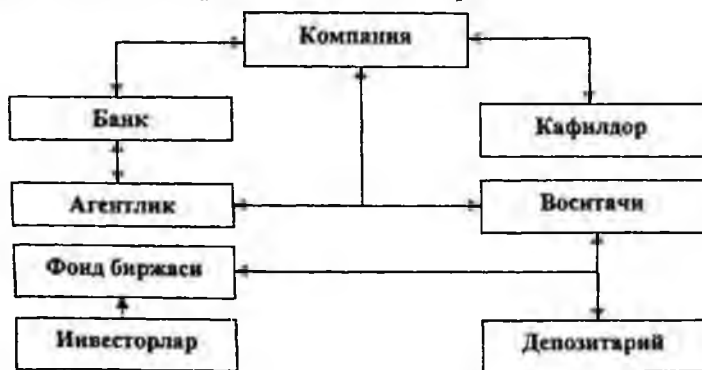 Компания
Банк
Кафилдор
Агентлик
Воситачи
Фонд биржаси
Инвесторлар
Депозитарий